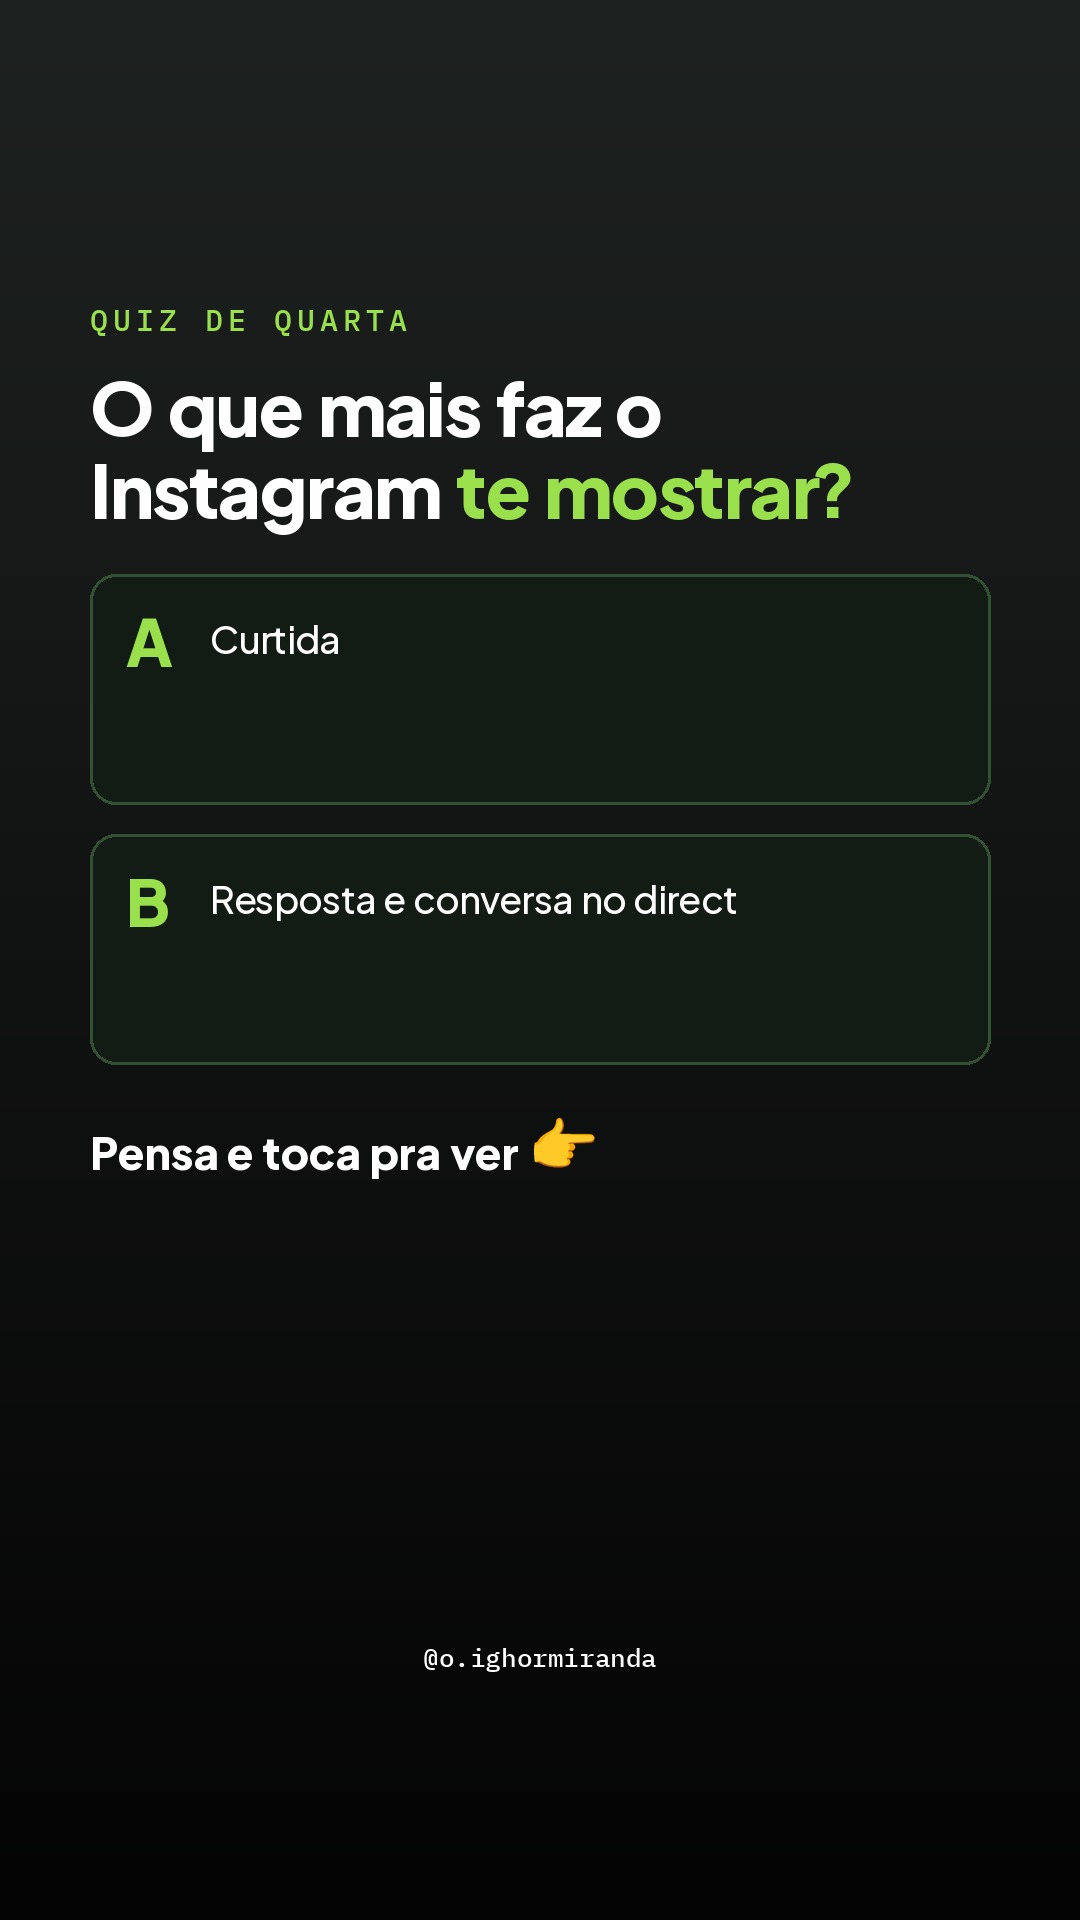 QUIZ DE QUARTA
O que mais faz o
Instagram te mostrar?
A Curtida
B Resposta e conversa no direct
Pensa e toca pra ver 👉
@o.ighormiranda